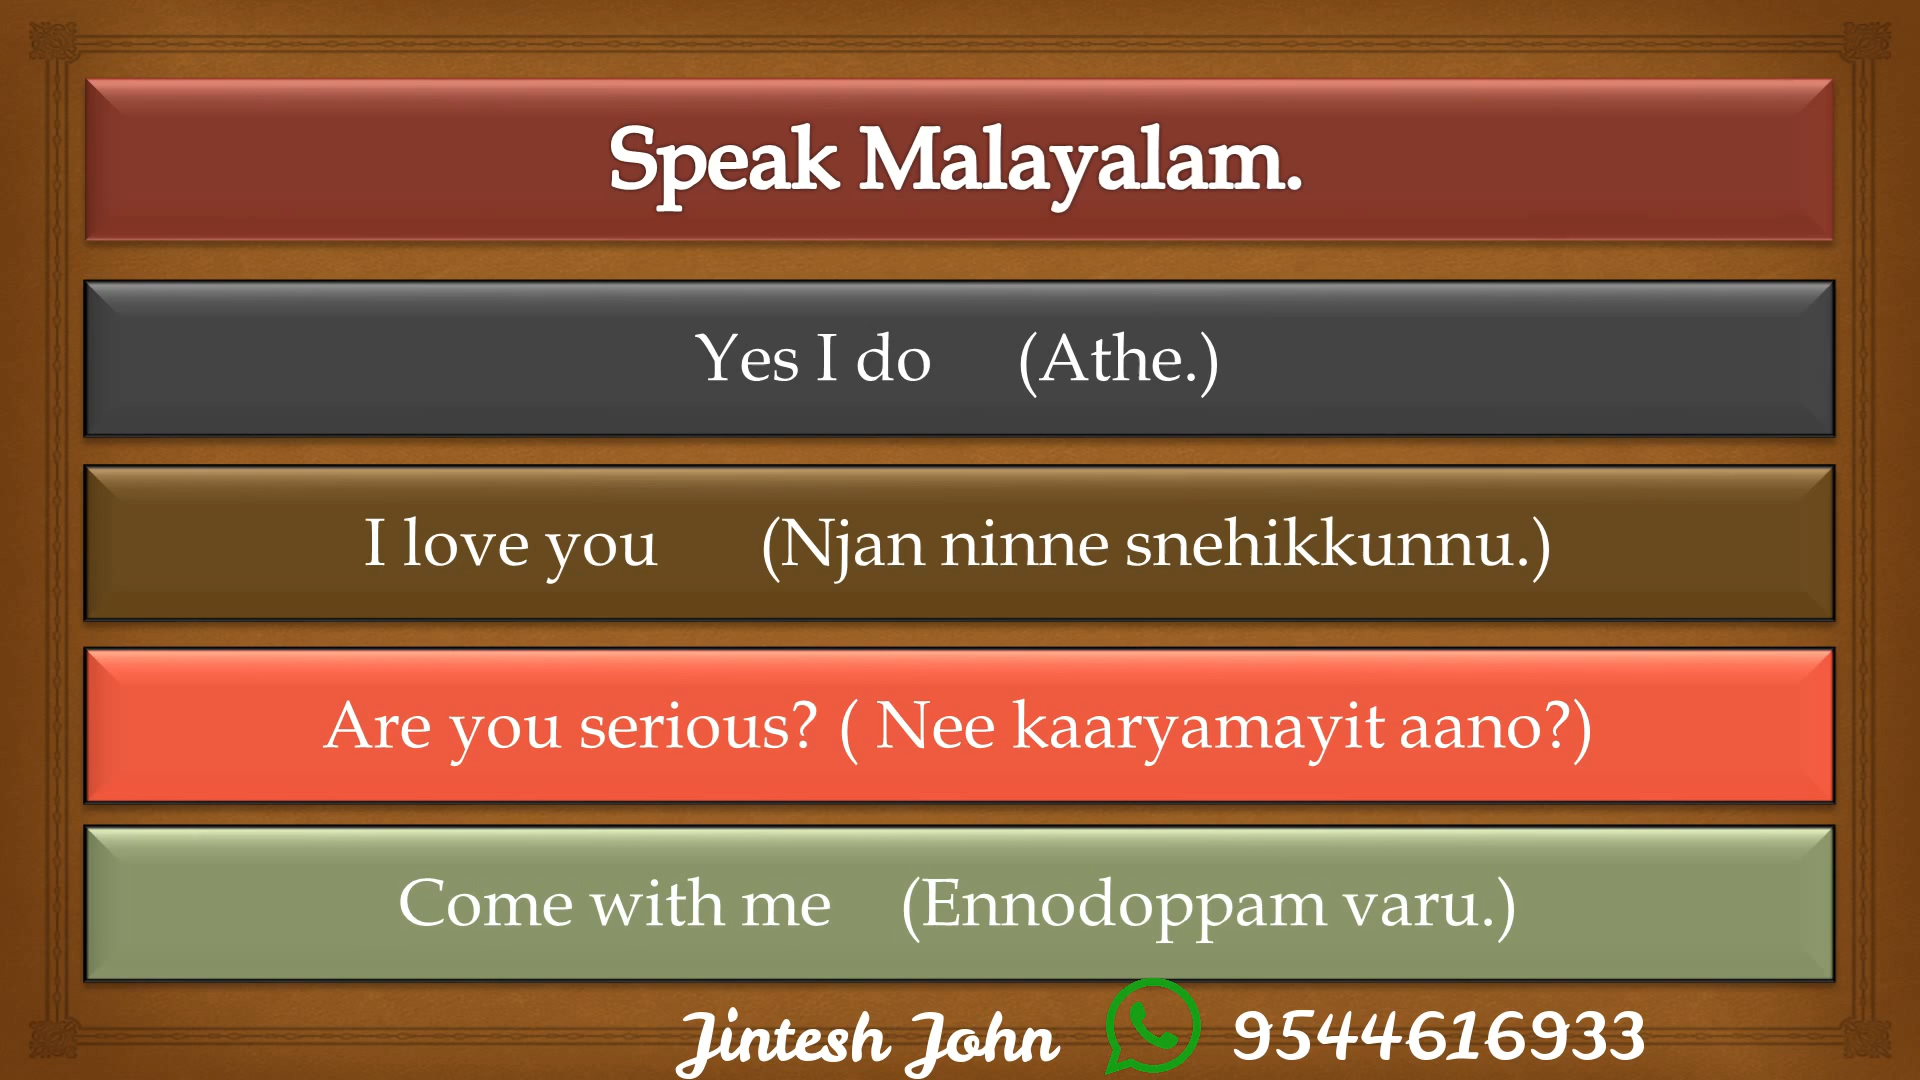 Speak Malayalam.
Yes I do (Athe.)
I love you (Njan ninne snehikkunnu.)
Are you serious? ( Nee kaaryamayit aano?)
Come with me (Ennodoppam varu.)
Jintesh John 9544616933